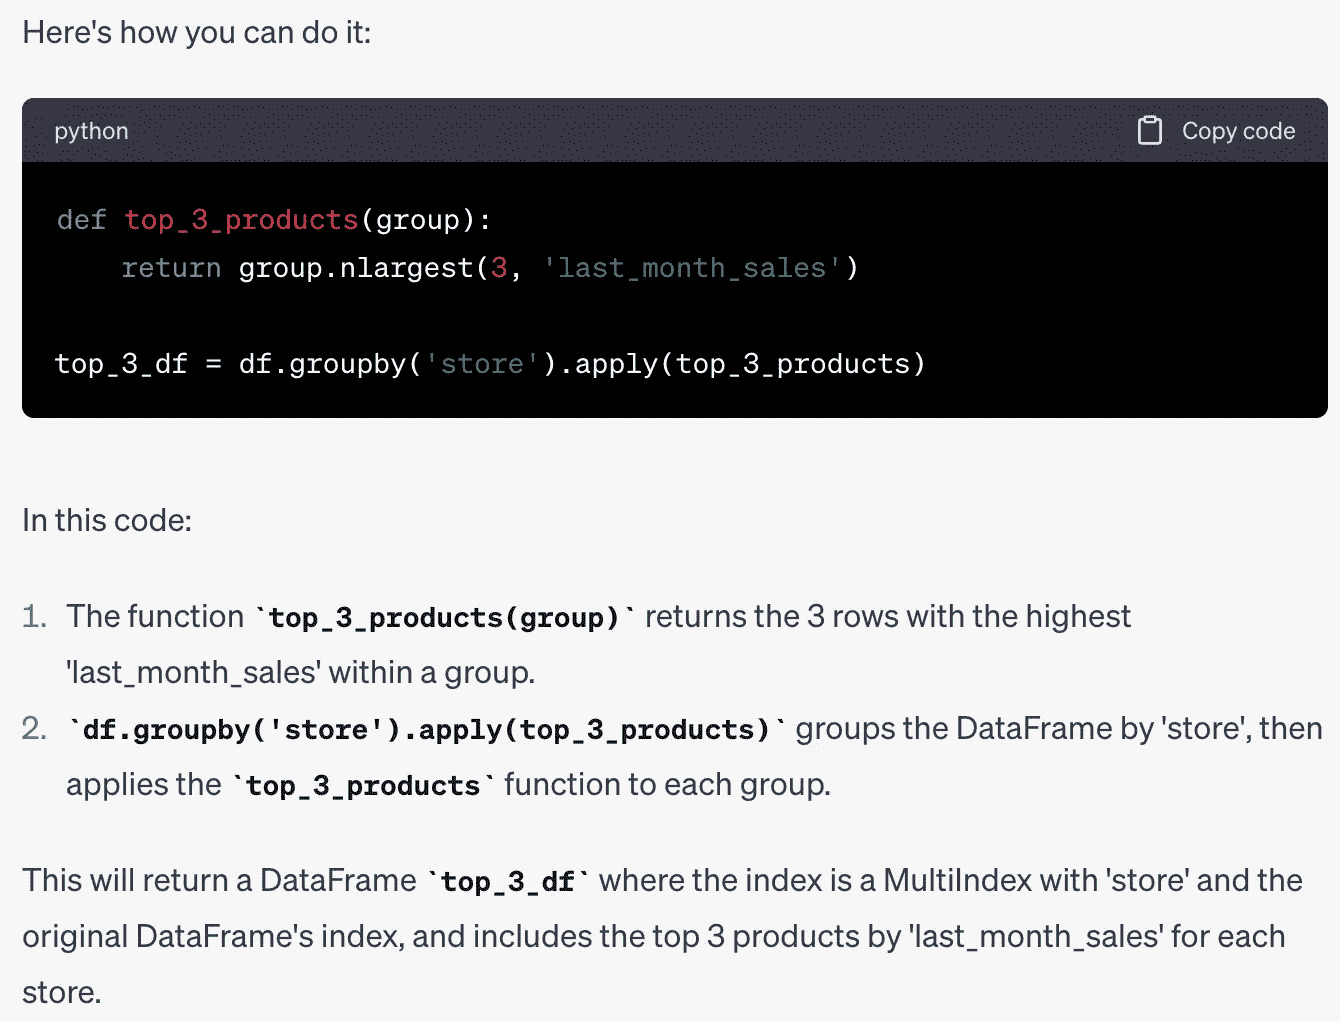 Here's how you can do it:
python
Copy code
def top_3_products(group):
    return group.nlargest(3, 'last_month_sales')
top_3_df = df.groupby('store').apply(top_3_products)
In this code:
1. The function `top_3_products(group)` returns the 3 rows with the highest
'last_month_sales' within a group.
2. `df.groupby('store').apply(top_3_products)` groups the DataFrame by 'store', then
applies the `top_3_products` function to each group.
This will return a DataFrame `top_3_df` where the index is a MultiIndex with 'store' and the
original DataFrame's index, and includes the top 3 products by 'last_month_sales' for each
store.